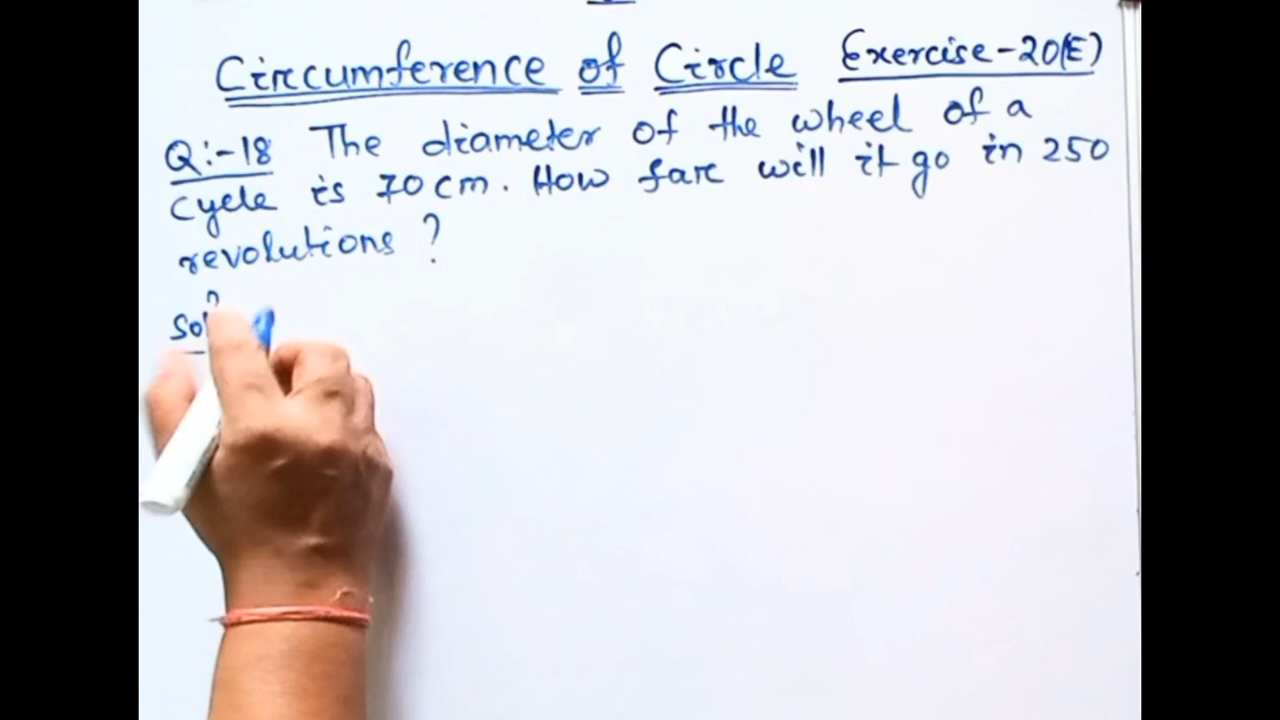 Circumference of Circle Exercise-20(E)
Q:-18 The diameter of the wheel of a
cycle is 70 cm. How far will it go in 250
revolutions ?